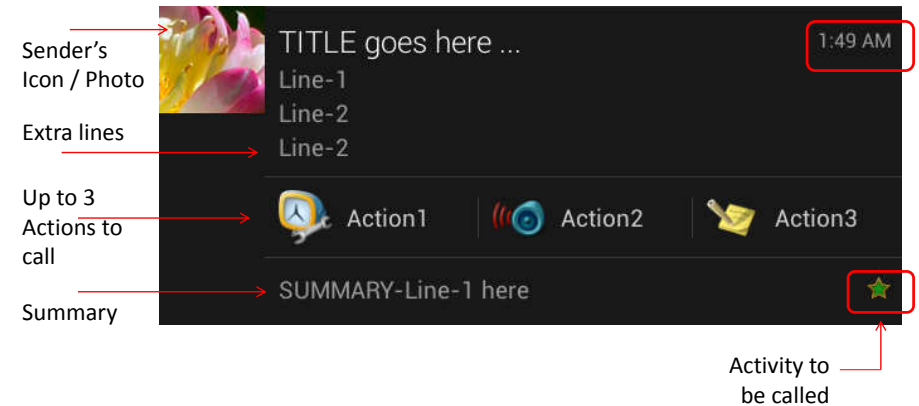 Sender's
Icon / Photo
Extra lines
Up to 3
Actions to
call
Summary
TITLE goes here ...
1:49 AM
Line-1
Line-2
Line-2
Action1
Action2
Action3
SUMMARY-Line-1 here
Activity to
be called